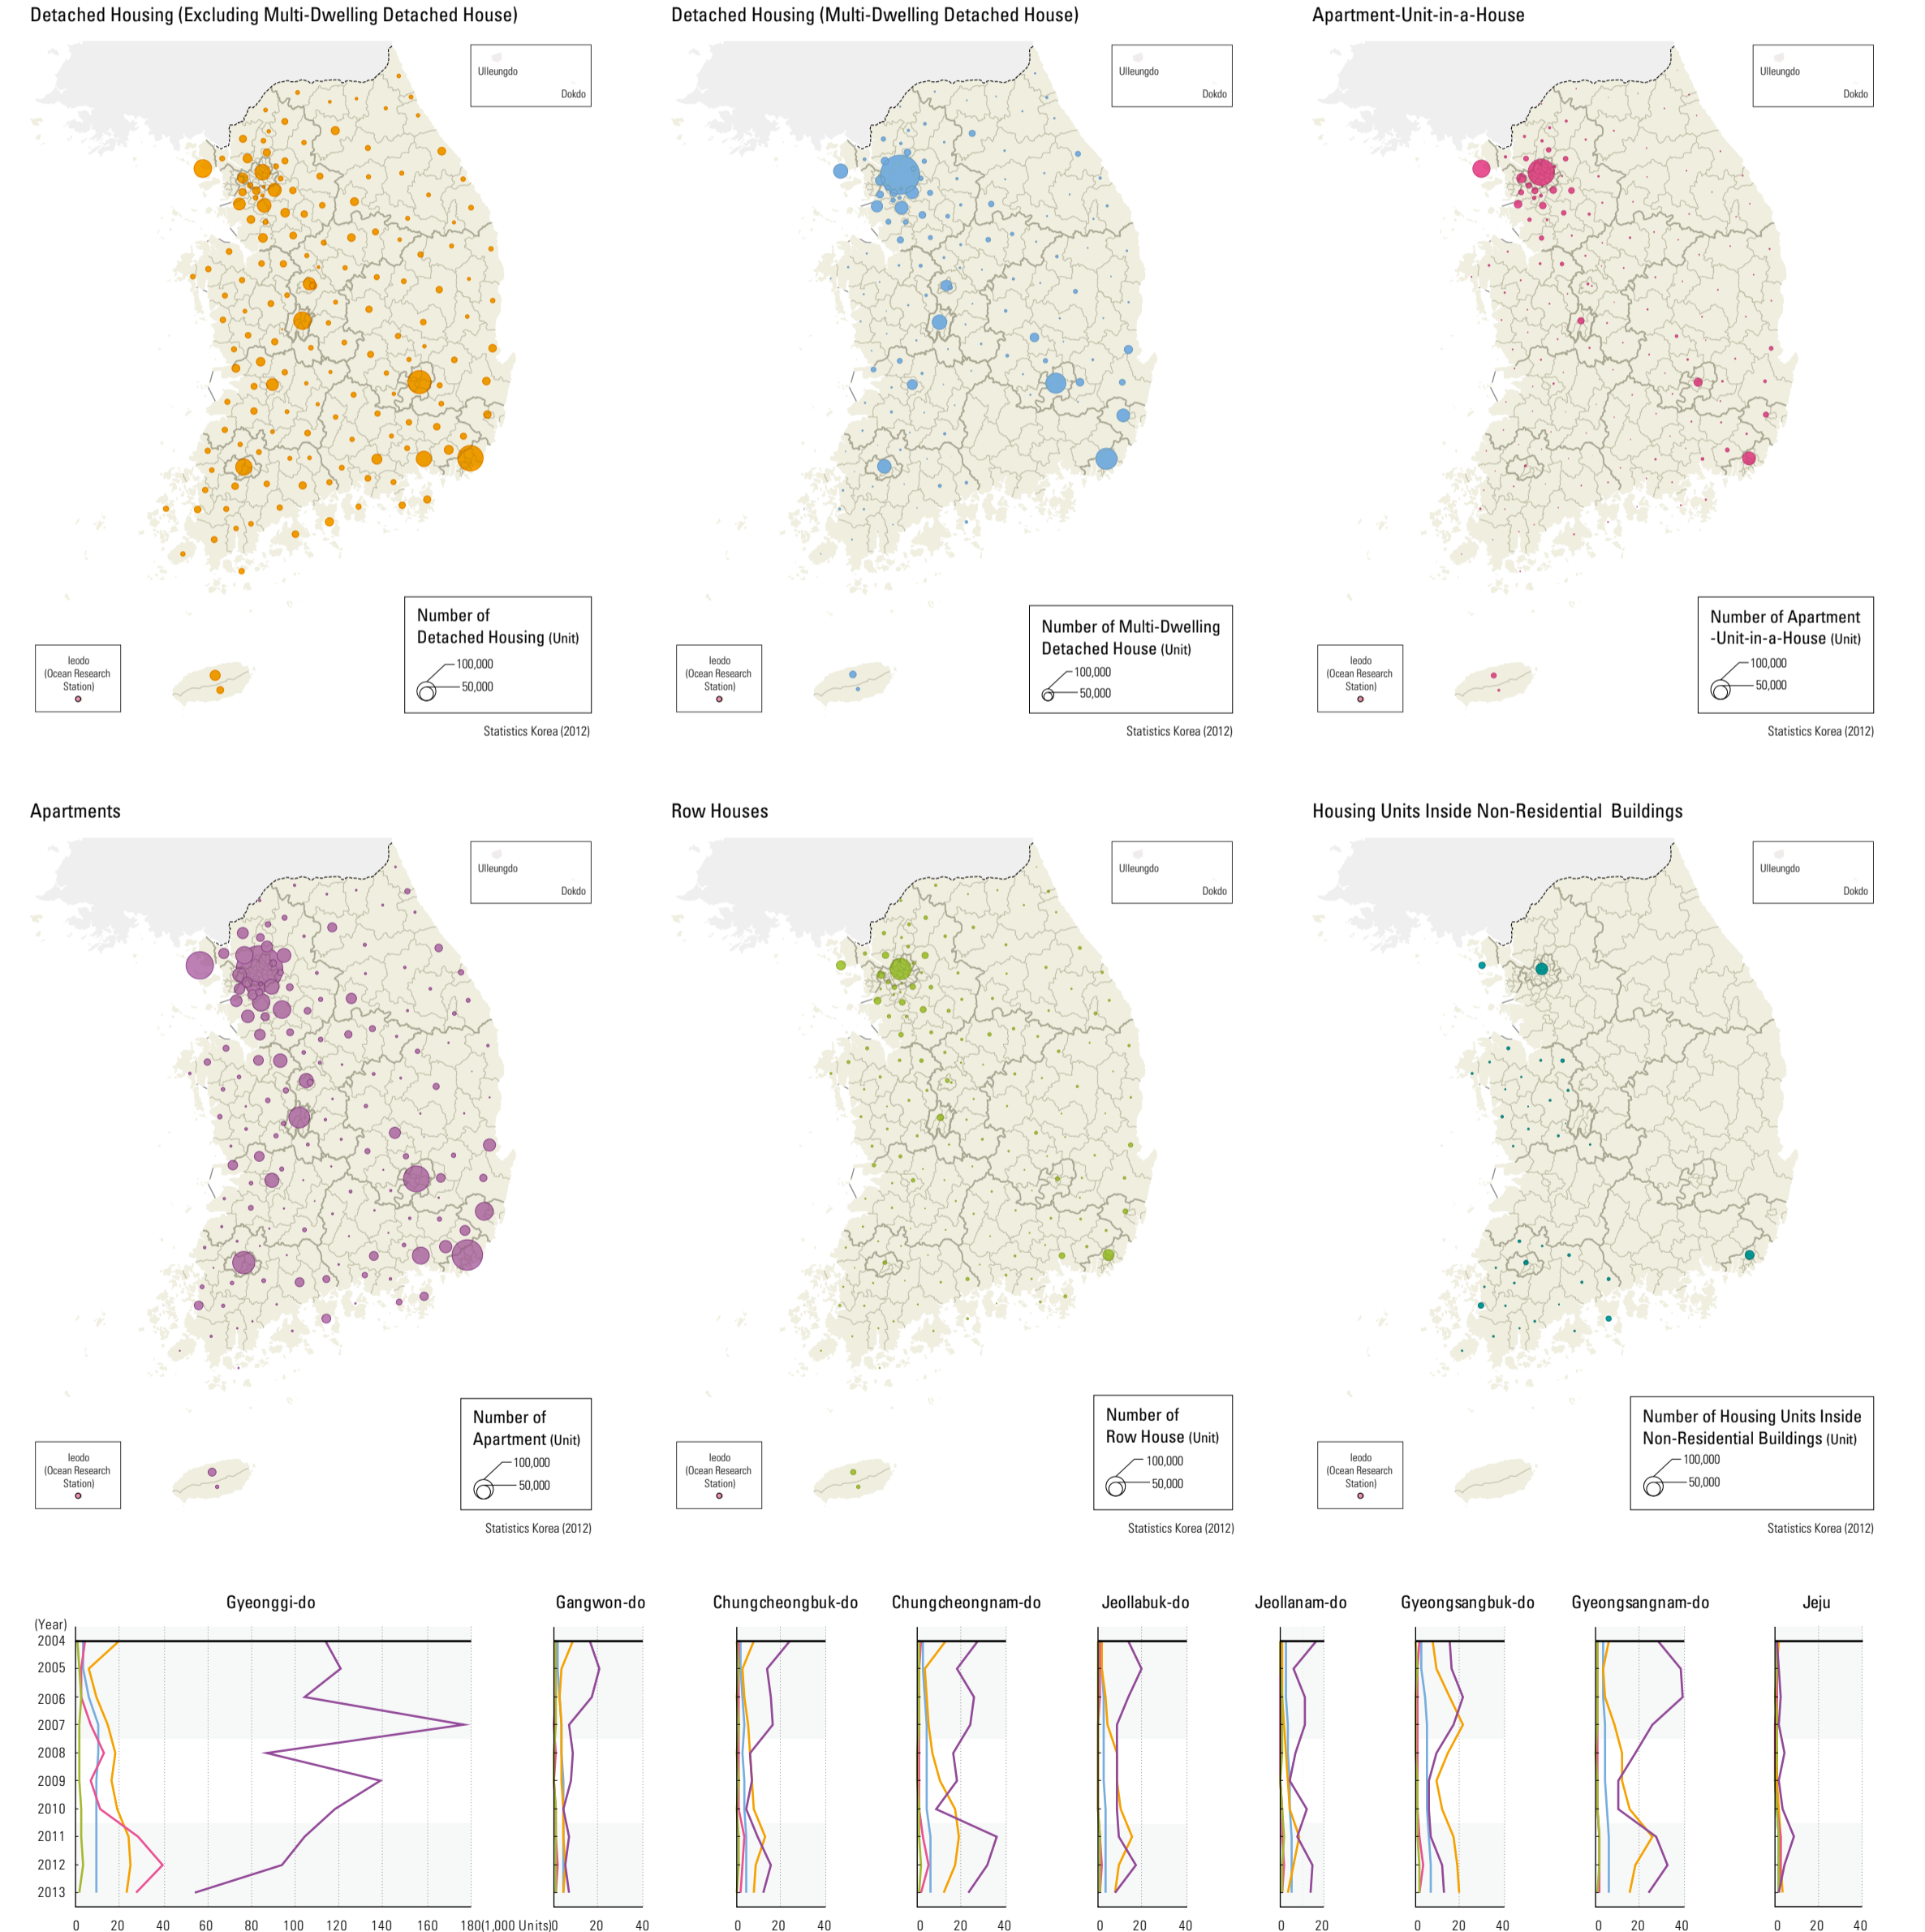 Detached Housing (Excluding Multi-Dwelling Detached House)
Ulleungdo
Dokdo
Number of
Detached Housing (Unit)
100,000
50,000
Ieodo
(Ocean Research
Station)
Statistics Korea (2012)
Detached Housing (Multi-Dwelling Detached House)
Ulleungdo
Dokdo
Number of Multi-Dwelling
Detached House (Unit)
100,000
50,000
Ieodo
(Ocean Research
Station)
Statistics Korea (2012)
Apartment-Unit-in-a-House
Ulleungdo
Dokdo
Number of Apartment
-Unit-in-a-House (Unit)
100,000
50,000
Ieodo
(Ocean Research
Station)
Statistics Korea (2012)
Apartments
Ulleungdo
Dokdo
Number of
Apartment (Unit)
100,000
50,000
Ieodo
(Ocean Research
Station)
Statistics Korea (2012)
Row Houses
Ulleungdo
Dokdo
Number of
Row House (Unit)
100,000
50,000
Ieodo
(Ocean Research
Station)
Statistics Korea (2012)
Housing Units Inside Non-Residential Buildings
Ulleungdo
Dokdo
Number of Housing Units Inside
Non-Residential Buildings (Unit)
100,000
50,000
Ieodo
(Ocean Research
Station)
Statistics Korea (2012)
Gyeonggi-do Gangwon-do Chungcheongbuk-do Chungcheongnam-do Jeollabuk-do Jeollanam-do Gyeongsangbuk-do Gyeongsangnam-do Jeju
(Year)
2004
2005
2006
2007
2008
2009
2010
2011
2012
2013
0 20 40 60 80 100 120 140 160 180(1,000 Units) 0 20 40 0 20 40 0 20 40 0 20 40 0 20 0 20 40 0 20 40 0 20 40